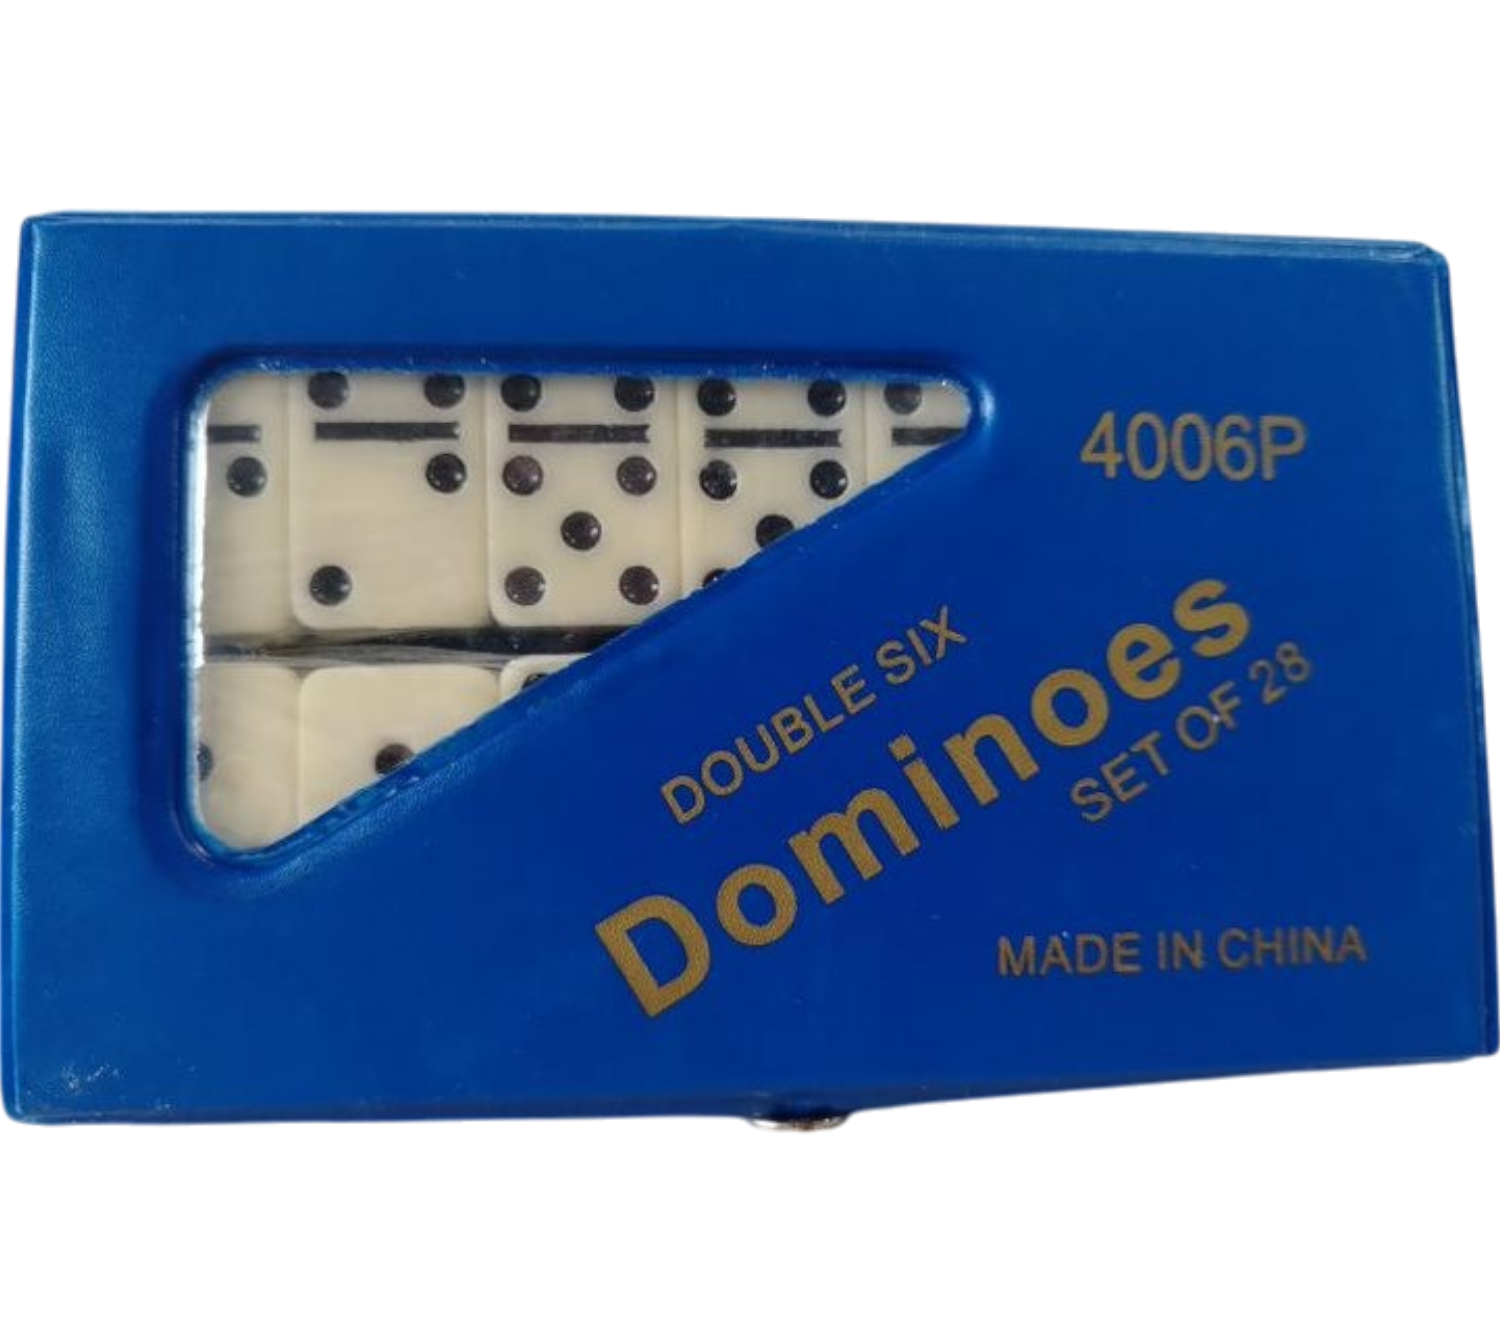 4006P
DOUBLE SIX
Dominoes
SET OF 28
MADE IN CHINA